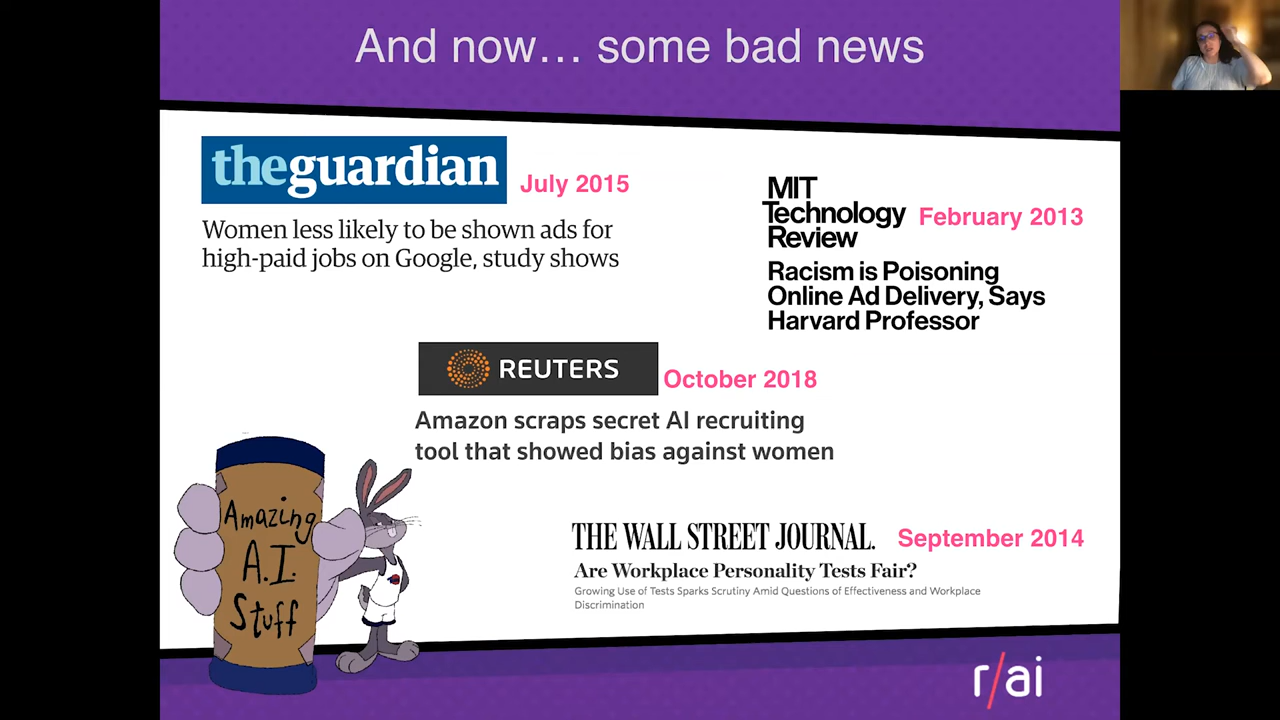 And now… some bad news
theguardian
July 2015
Women less likely to be shown ads for
high-paid jobs on Google, study shows
MIT
Technology
Review
February 2013
Racism is Poisoning
Online Ad Delivery, Says
Harvard Professor
REUTERS
October 2018
Amazon scraps secret AI recruiting
tool that showed bias against women
Amazing
A.I.
Stuff
THE WALL STREET JOURNAL.
September 2014
Are Workplace Personality Tests Fair?
Growing Use of Tests Sparks Scrutiny Amid Questions of Effectiveness and Workplace
Discrimination
r/ai